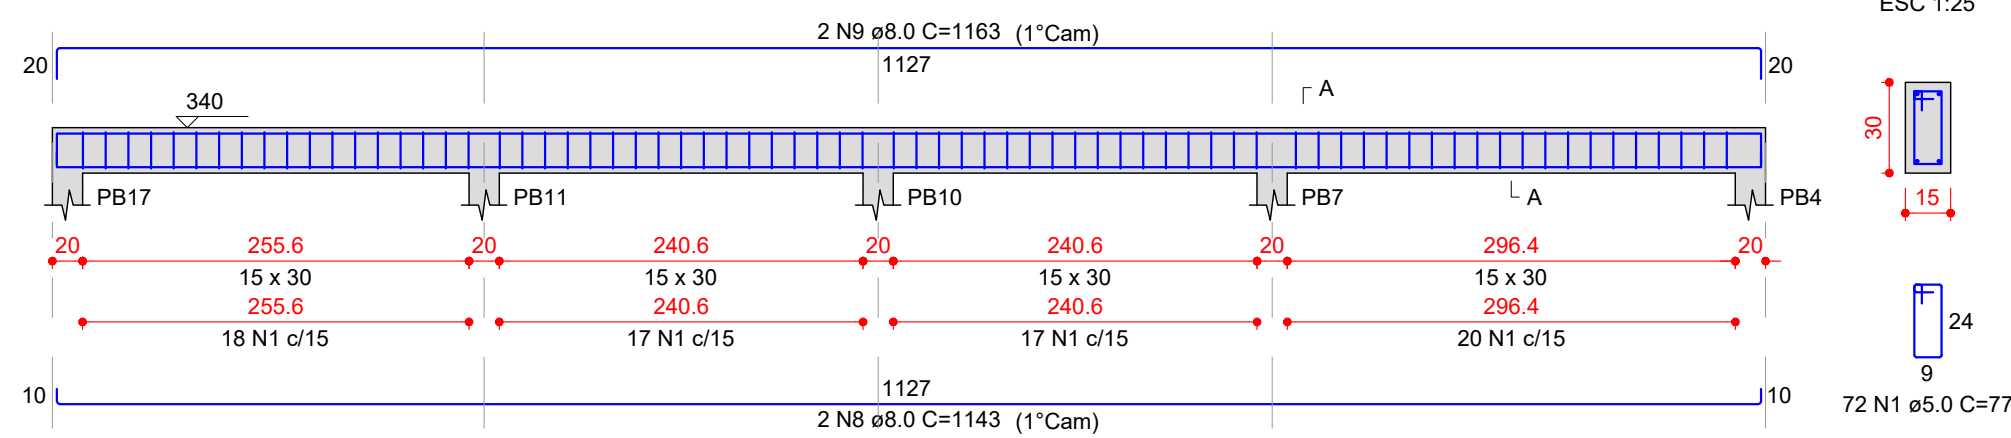 ESC 1:25
2 N9 ø8.0 C=1163 (1°Cam)
20 1127 20
340
A
30
PB17 PB11 PB10 PB7 A PB4
15
20 255.6 20 240.6 20 240.6 20 296.4 20
15 x 30 15 x 30 15 x 30 15 x 30
255.6 240.6 240.6 296.4
18 N1 c/15 17 N1 c/15 17 N1 c/15 20 N1 c/15
24
9
10 1127 10
72 N1 ø5.0 C=77
2 N8 ø8.0 C=1143 (1°Cam)